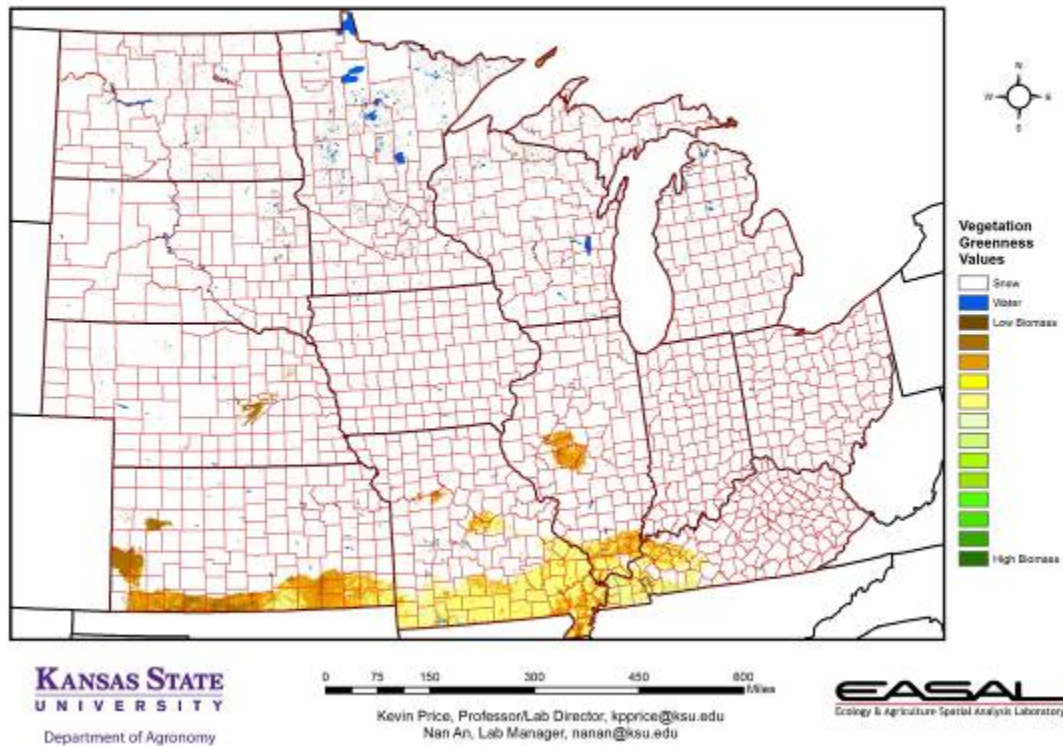 N
W E
S
Vegetation
Greenness
Values
Snow
Water
Low Biomass
High Biomass
KANSAS STATE
UNIVERSITY
Department of Agronomy
0 75 150 300 450 600
Miles
Kevin Price, Professor/Lab Director, kpprice@ksu.edu
Nan An, Lab Manager, nanan@ksu.edu
EASAL
Ecology & Agriculture Spatial Analysis Laboratory